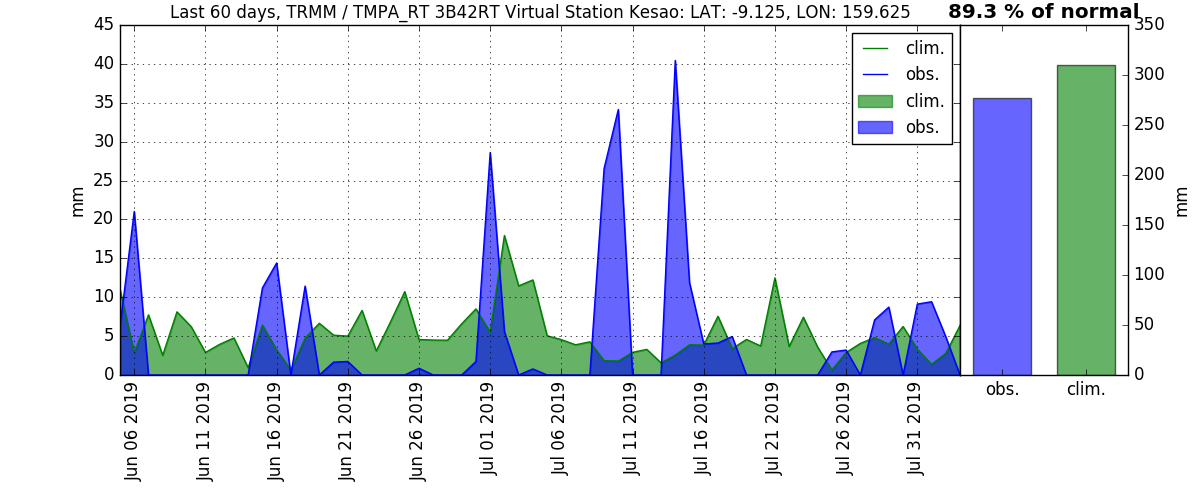 Last 60 days, TRMM / TMPA_RT 3B42RT Virtual Station Kesao: LAT: -9.125, LON: 159.625
89.3 % of normal
45
40
35
30
25
20
15
10
5
0
mm
clim.
obs.
clim.
obs.
350
300
250
200
150
100
50
0
mm
Jun 06 2019
Jun 11 2019
Jun 16 2019
Jun 21 2019
Jun 26 2019
Jul 01 2019
Jul 06 2019
Jul 11 2019
Jul 16 2019
Jul 21 2019
Jul 26 2019
Jul 31 2019
obs.
clim.